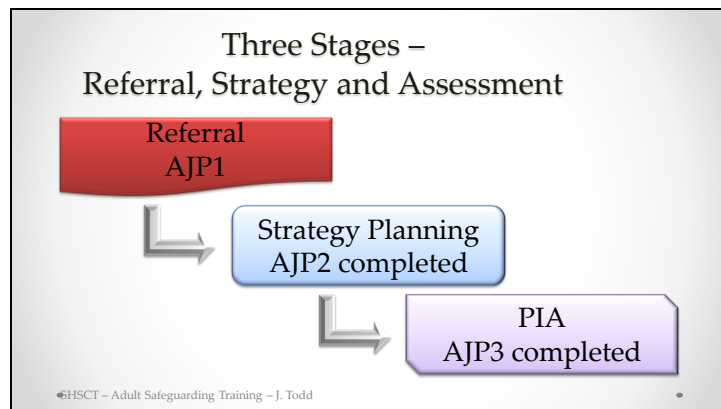 Three Stages –
Referral, Strategy and Assessment
Referral
AJP1
Strategy Planning
AJP2 completed
PIA
AJP3 completed
SHSCT – Adult Safeguarding Training – J. Todd